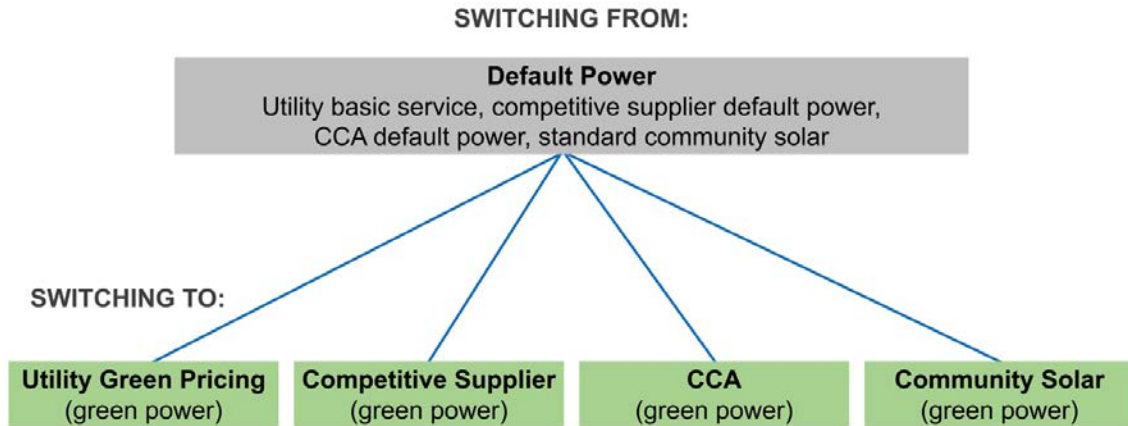 SWITCHING FROM:
Default Power
Utility basic service, competitive supplier default power,
CCA default power, standard community solar
SWITCHING TO:
Utility Green Pricing
(green power)
Competitive Supplier
(green power)
CCA
(green power)
Community Solar
(green power)